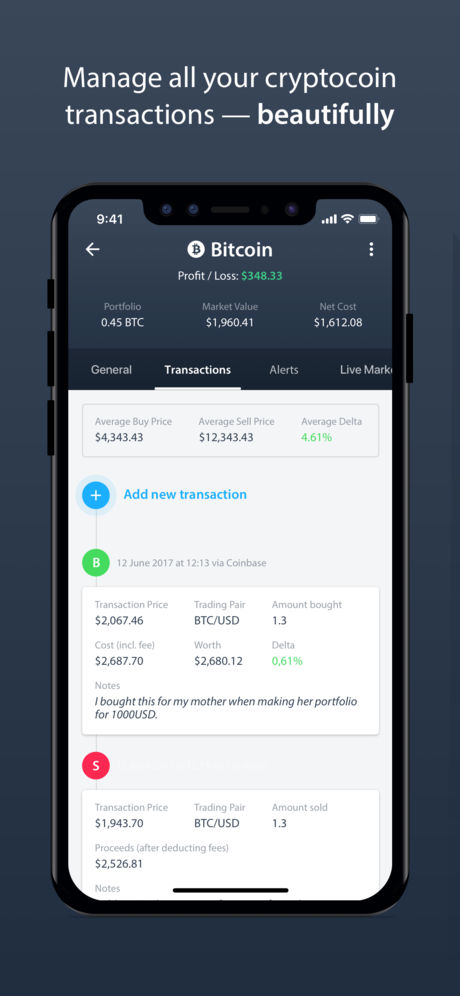 Manage all your cryptocoin
transactions — beautifully
9:41
Bitcoin
Profit / Loss: $348.33
Portfolio Market Value Net Cost
0.45 BTC $1,960.41 $1,612.08
General Transactions Alerts Live Marke
Average Buy Price Average Sell Price Average Delta
$4,343.43 $12,343.43 4.61%
+ Add new transaction
B 12 June 2017 at 12:13 via Coinbase
Transaction Price Trading Pair Amount bought
$2,067.46 BTC/USD 1.3
Cost (incl. fee) Worth Delta
$2,687.70 $2,680.12 0,61%
Notes
I bought this for my mother when making her portfolio
for 1000USD.
S
Transaction Price Trading Pair Amount sold
$1,943.70 BTC/USD 1.3
Proceeds (after deducting fees)
$2,526.81
Notes